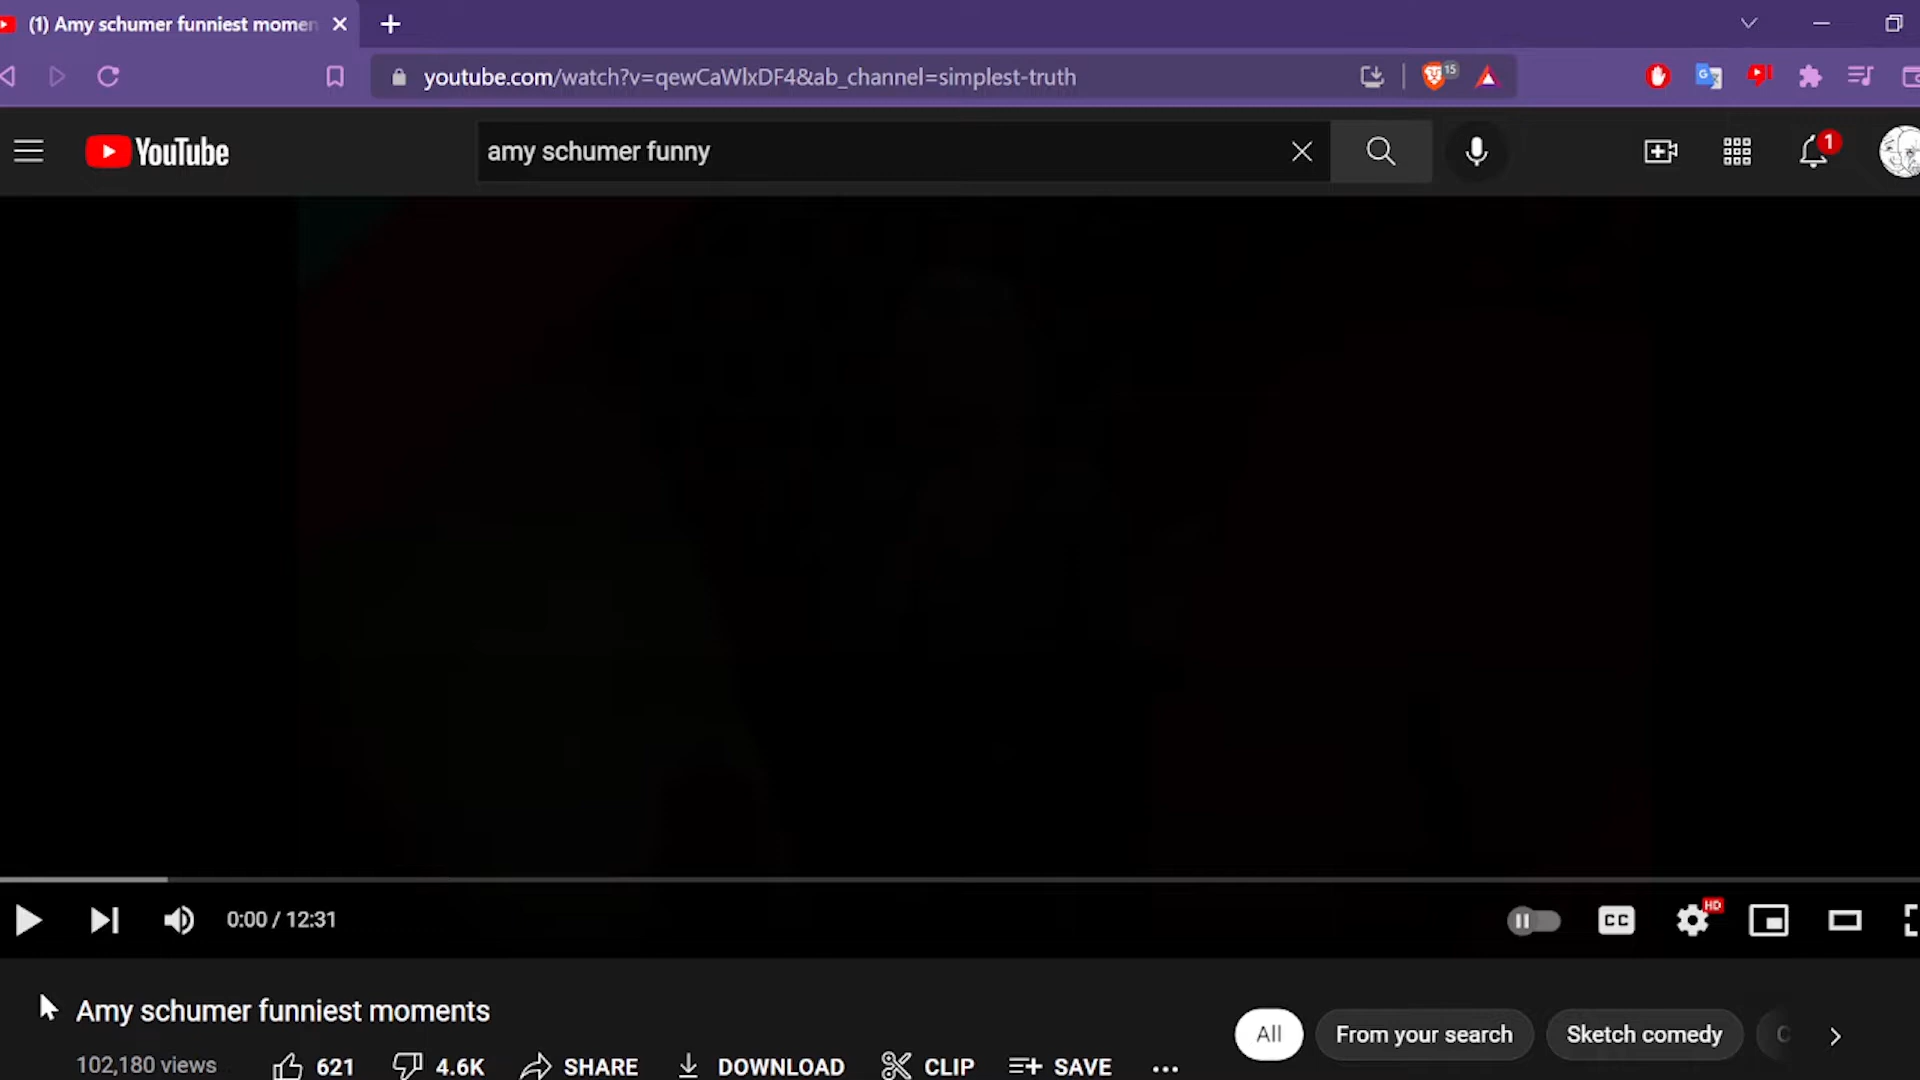 (1) Amy schumer funniest momen
youtube.com/watch?v=qewCaWlxDF4&ab_channel=simplest-truth
15
YouTube
amy schumer funny
1
0:00 / 12:31
CC
HD
Amy schumer funniest moments
All
From your search
Sketch comedy
102,180 views
621
4.6K
SHARE
DOWNLOAD
CLIP
SAVE